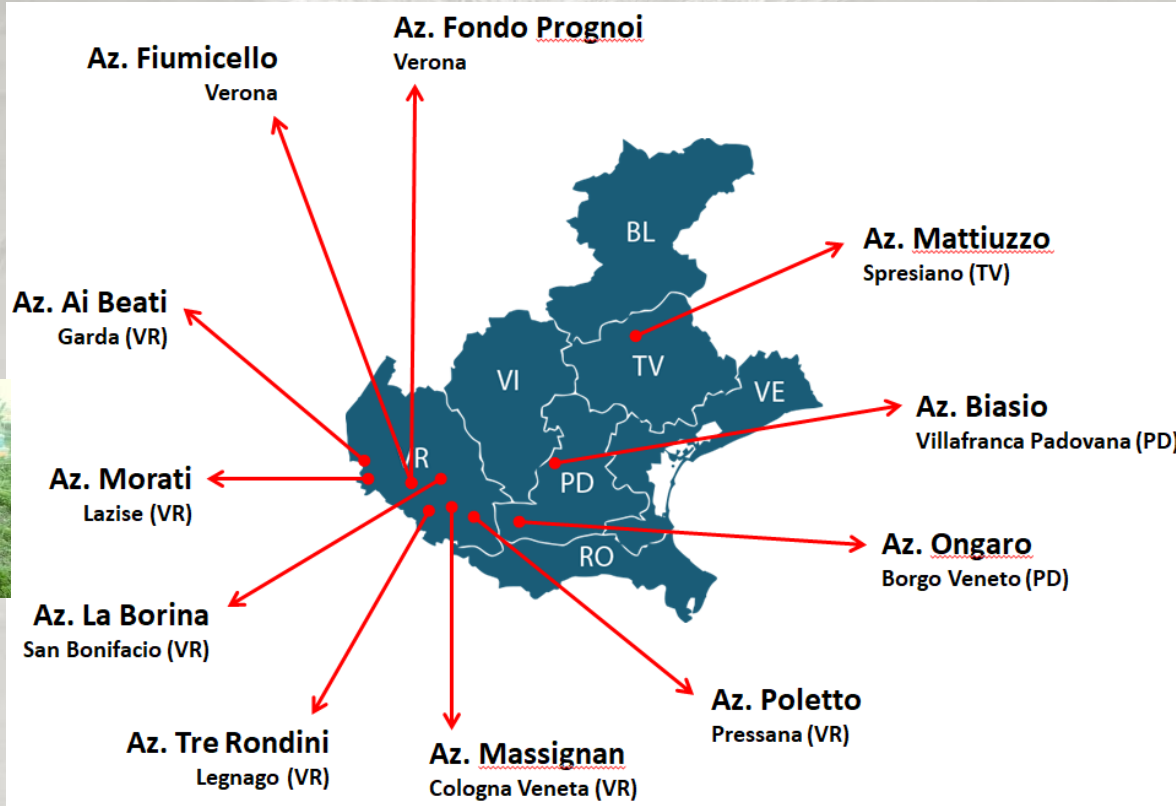 Az. Fondo Prognoi
Verona
Az. Fiumicello
Verona
BL
Az. Mattiuzzo
Spresiano (TV)
Az. Ai Beati
Garda (VR)
VI
TV
VE
Az. Biasio
Villafranca Padovana (PD)
VR
Az. Morati
Lazise (VR)
PD
Az. Ongaro
Borgo Veneto (PD)
RO
Az. La Borina
San Bonifacio (VR)
Az. Poletto
Pressana (VR)
Az. Tre Rondini
Legnago (VR)
Az. Massignan
Cologna Veneta (VR)